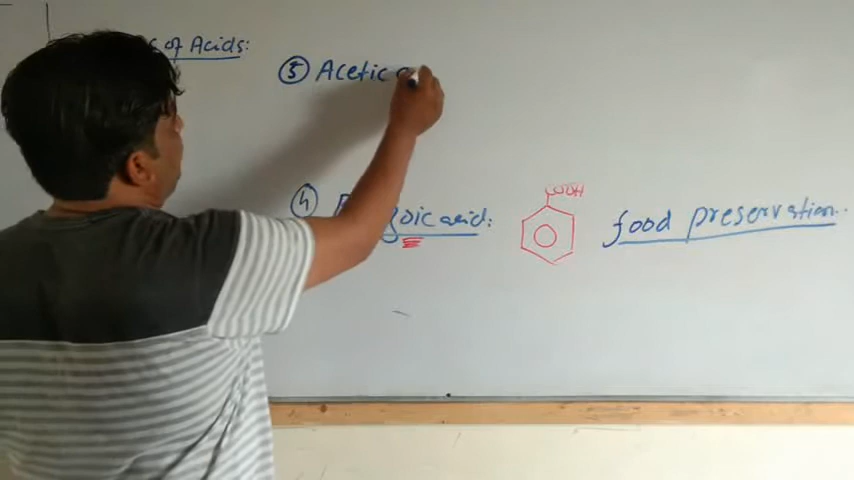 of Acids:
⑤ Acetic
④ oic acid:
COOH
food preservation.